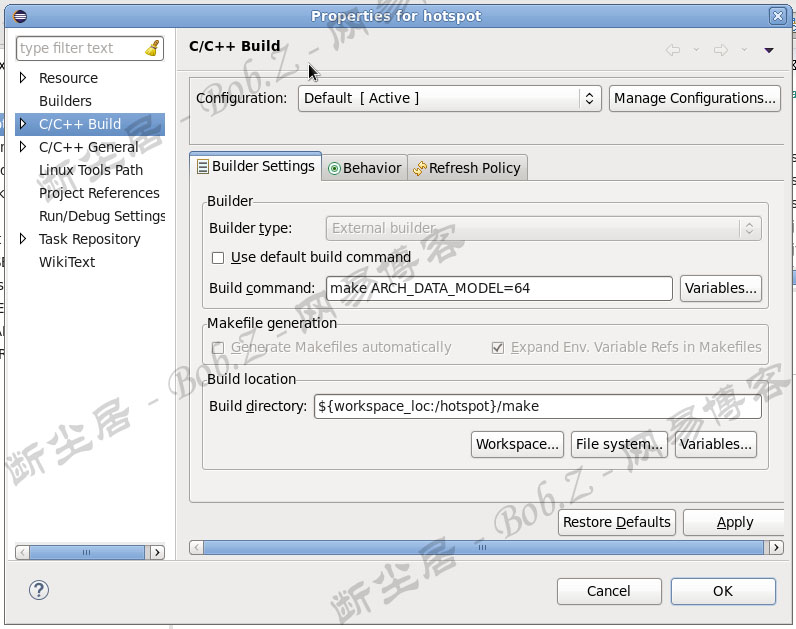 Properties for hotspot
type filter text
Resource
Builders
C/C++ Build
C/C++ General
Linux Tools Path
Project References
Run/Debug Settings
Task Repository
WikiText
C/C++ Build
Configuration: Default [ Active ] Manage Configurations...
Builder Settings Behavior Refresh Policy
Builder
Builder type: External builder
Use default build command
Build command: make ARCH_DATA_MODEL=64 Variables...
Makefile generation
Generate Makefiles automatically Expand Env. Variable Refs in Makefiles
Build location
Build directory: ${workspace_loc:/hotspot}/make
Workspace... File system... Variables...
Restore Defaults Apply
Cancel OK
断尘居 - Bob.Z - 网易博客
断尘居 - Bob.Z - 网易博客
断尘居 - Bob.Z - 网易博客